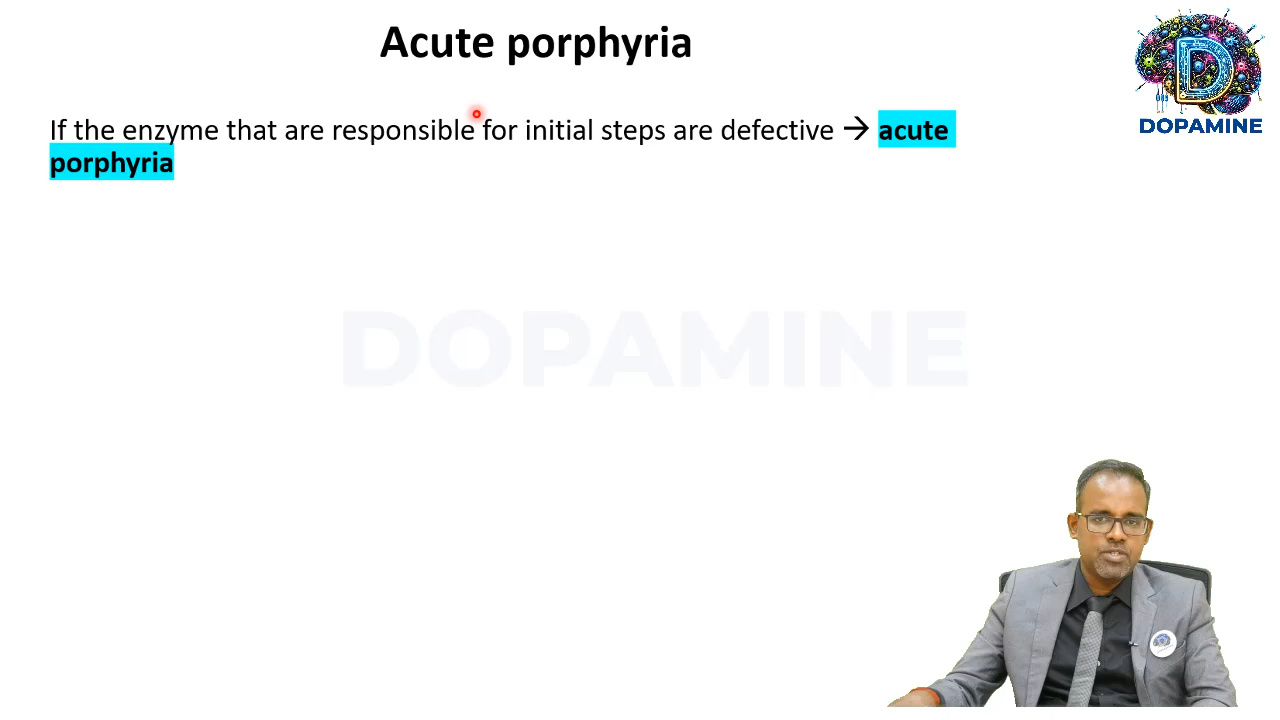 Acute porphyria
DOPAMINE
If the enzyme that are responsible for initial steps are defective → acute
porphyria
DOPAMINE